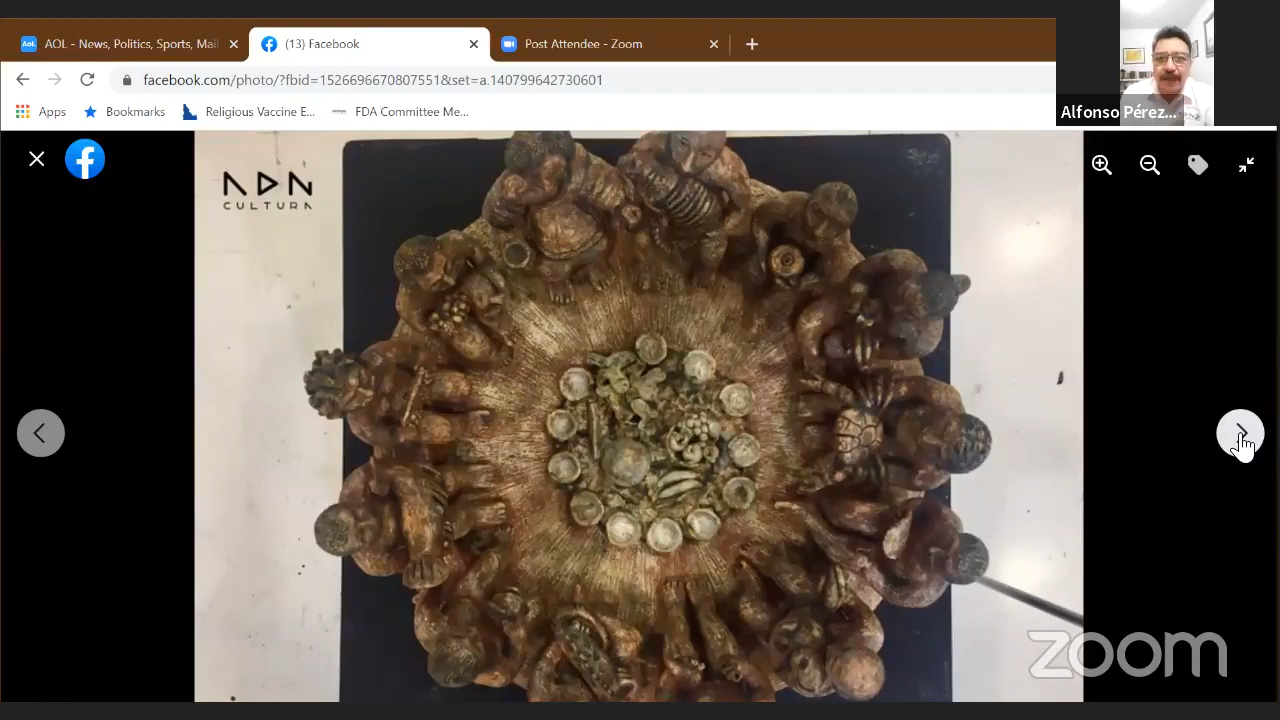 AOL - News, Politics, Sports, Mail
(13) Facebook
Post Attendee - Zoom
facebook.com/photo/?fbid=1526696670807551&set=a.140799642730601
Apps
Bookmarks
Religious Vaccine E...
FDA Committee Me...
Alfonso Pérez...
NDN
CULTURA
zoom